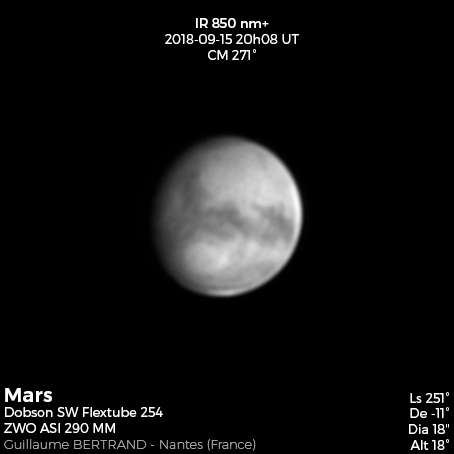 IR 850 nm+
2018-09-15 20h08 UT
CM 271°
Mars
Dobson SW Flextube 254
ZWO ASI 290 MM
Guillaume BERTRAND - Nantes (France)
Ls 251°
De -11°
Dia 18"
Alt 18°